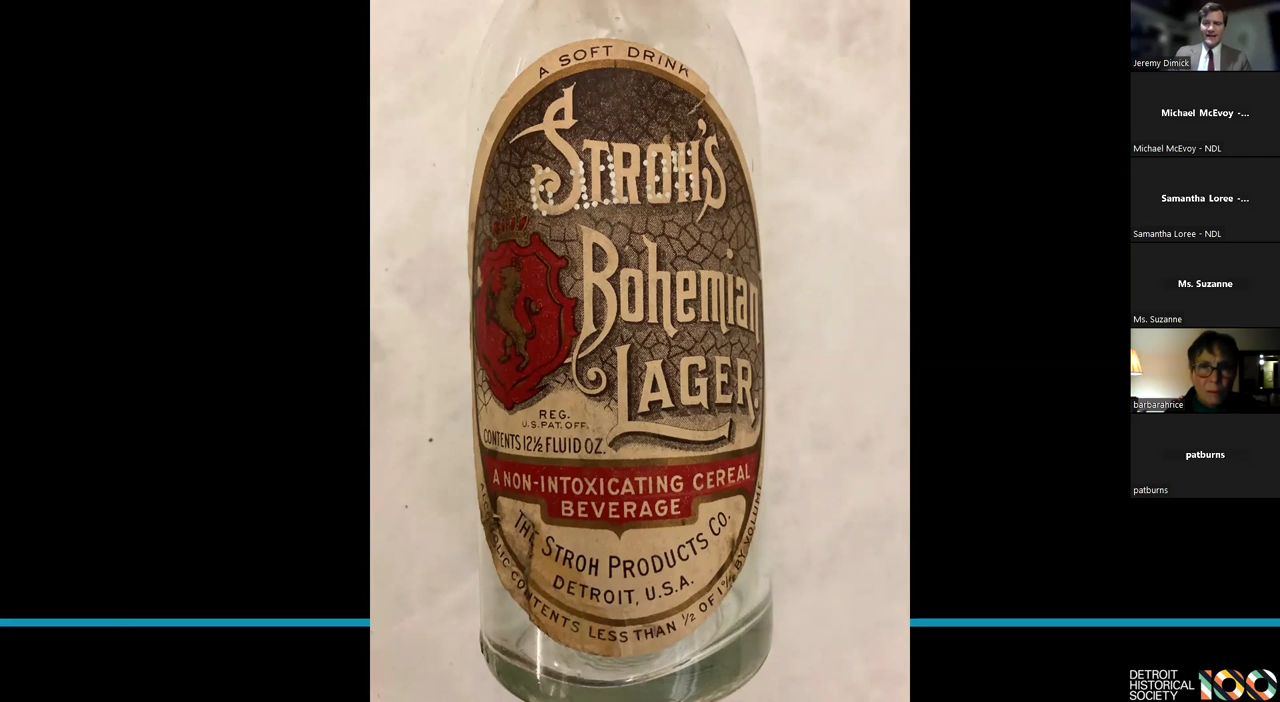 A SOFT DRINK
STROH'S
BOHEMIAN
LAGER.
REG.
U.S. PAT. OFF.
CONTENTS 12½ FLUID OZ.
A NON-INTOXICATING CEREAL
BEVERAGE
THE STROH PRODUCTS CO.
DETROIT, U.S.A.
ALCOHOLIC CONTENTS LESS THAN ½ OF 1% BY VOLUME
Jeremy Dimick
Michael McEvoy -...
Michael McEvoy - NDL
Samantha Loree -...
Samantha Loree - NDL
Ms. Suzanne
Ms. Suzanne
barbarahrice
patburns
patburns
DETROIT
HISTORICAL
SOCIETY
100